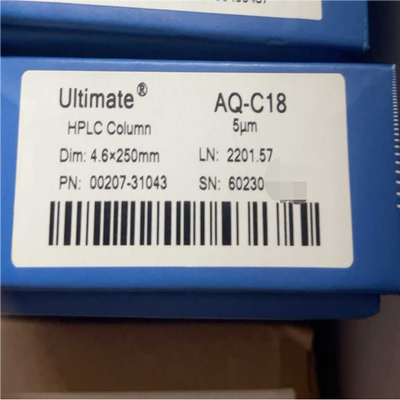 Ultimate® AQ-C18
HPLC Column 5μm
Dim: 4.6×250mm LN: 2201.57
PN: 00207-31043 SN: 60230